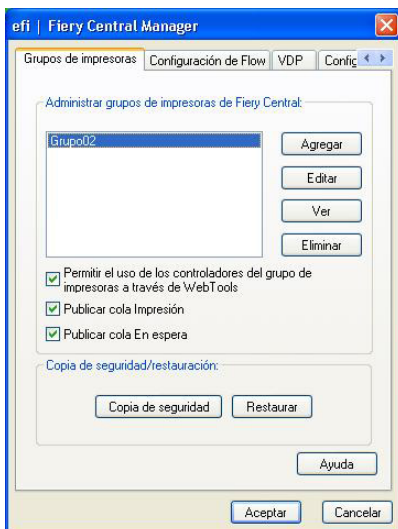 efi | Fiery Central Manager
Grupos de impresoras
Configuración de Flow
VDP
Config
Administrar grupos de impresoras de Fiery Central:
Grupo02
Agregar
Editar
Ver
Eliminar
Permitir el uso de los controladores del grupo de
impresoras a través de WebTools
Publicar cola Impresión
Publicar cola En espera
Copia de seguridad/restauración:
Copia de seguridad
Restaurar
Ayuda
Aceptar
Cancelar